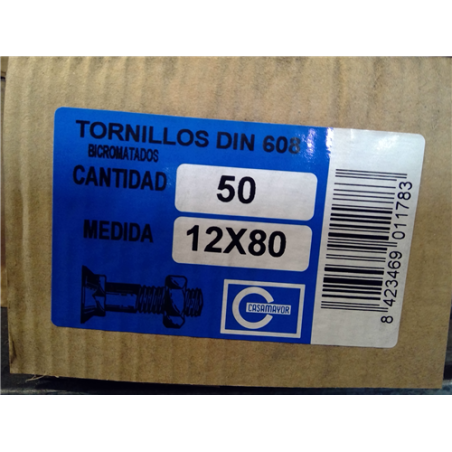 TORNILLOS DIN 608
BICROMATADOS
CANTIDAD 50
MEDIDA 12X80
CASAMAYOR
8 423469 011783